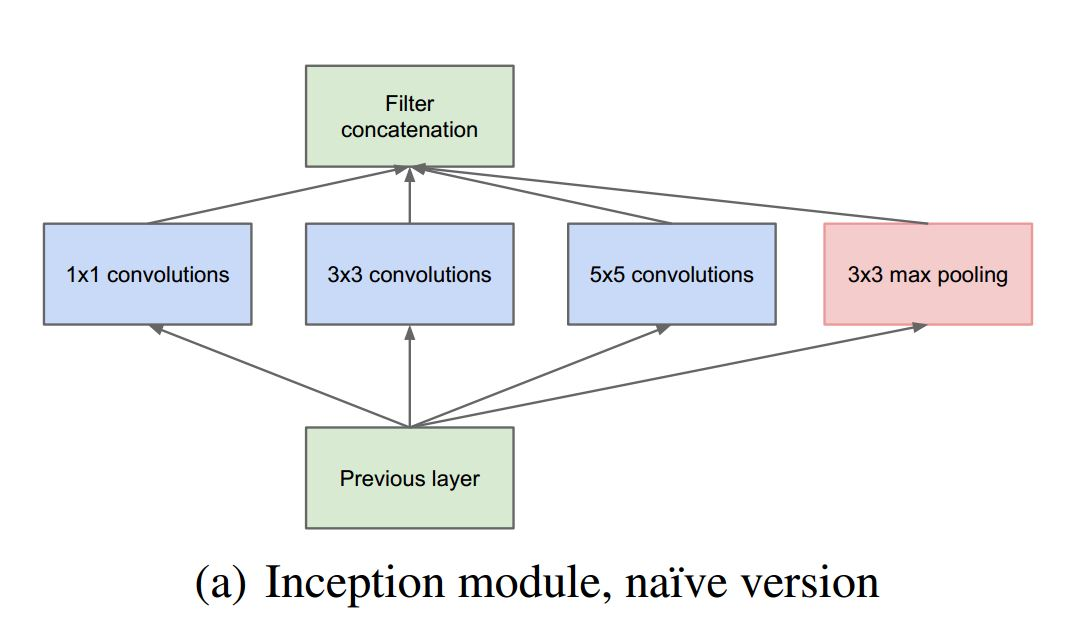 Filter
concatenation
1x1 convolutions
3x3 convolutions
5x5 convolutions
3x3 max pooling
Previous layer
(a) Inception module, naïve version